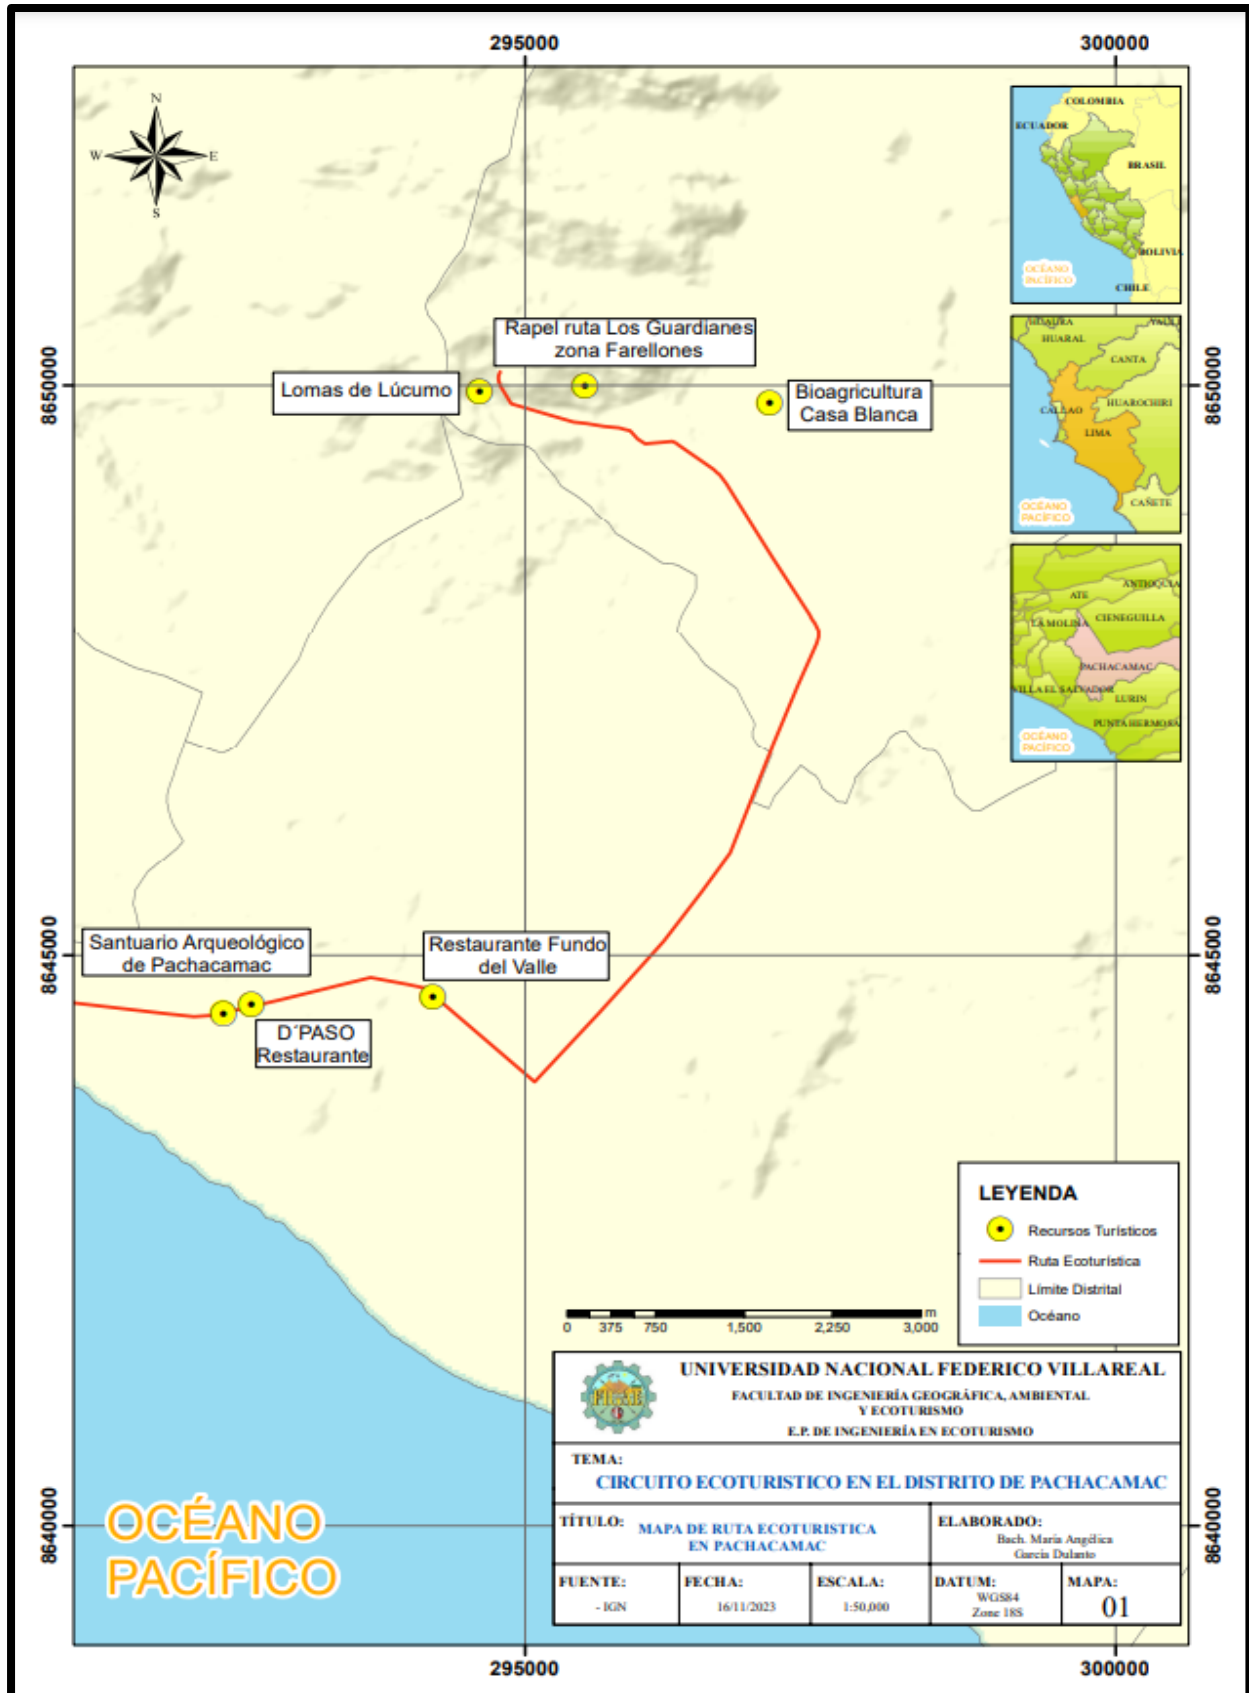 295000
300000
N
W
E
S
COLOMBIA
ECUADOR
BRASIL
BOLIVIA
OCÉANO
PACÍFICO
CHILE
Rapel ruta Los Guardianes
zona Farellones
Lomas de Lúcumo
Bioagricultura
Casa Blanca
8650000
8650000
HUAURA
YAULI
HUARAL
CANTA
CALLAO
HUAROCHIRI
LIMA
OCÉANO
PACÍFICO
CAÑETE
ANTIOQUIA
ATE
CIENEGUILLA
LA MOLINA
PACHACAMAC
VILLA EL SALVADOR
LURIN
PUNTA HERMOSA
OCÉANO
PACÍFICO
8645000
8645000
Santuario Arqueológico
de Pachacamac
Restaurante Fundo
del Valle
D´PASO
Restaurante
LEYENDA
Recursos Turísticos
Ruta Ecoturística
Límite Distrital
Océano
m
0 375 750 1,500 2,250 3,000
UNIVERSIDAD NACIONAL FEDERICO VILLAREAL
FACULTAD DE INGENIERÍA GEOGRÁFICA, AMBIENTAL
Y ECOTURISMO
E.P. DE INGENIERÍA EN ECOTURISMO
TEMA:
CIRCUITO ECOTURISTICO EN EL DISTRITO DE PACHACAMAC
TÍTULO:
MAPA DE RUTA ECOTURISTICA
EN PACHACAMAC
ELABORADO:
Bach. María Angélica
García Dulanto
FUENTE:
- IGN
FECHA:
16/11/2023
ESCALA:
1:50,000
DATUM:
WGS84
Zone 18S
MAPA:
01
OCÉANO
PACÍFICO
8640000
8640000
295000
300000